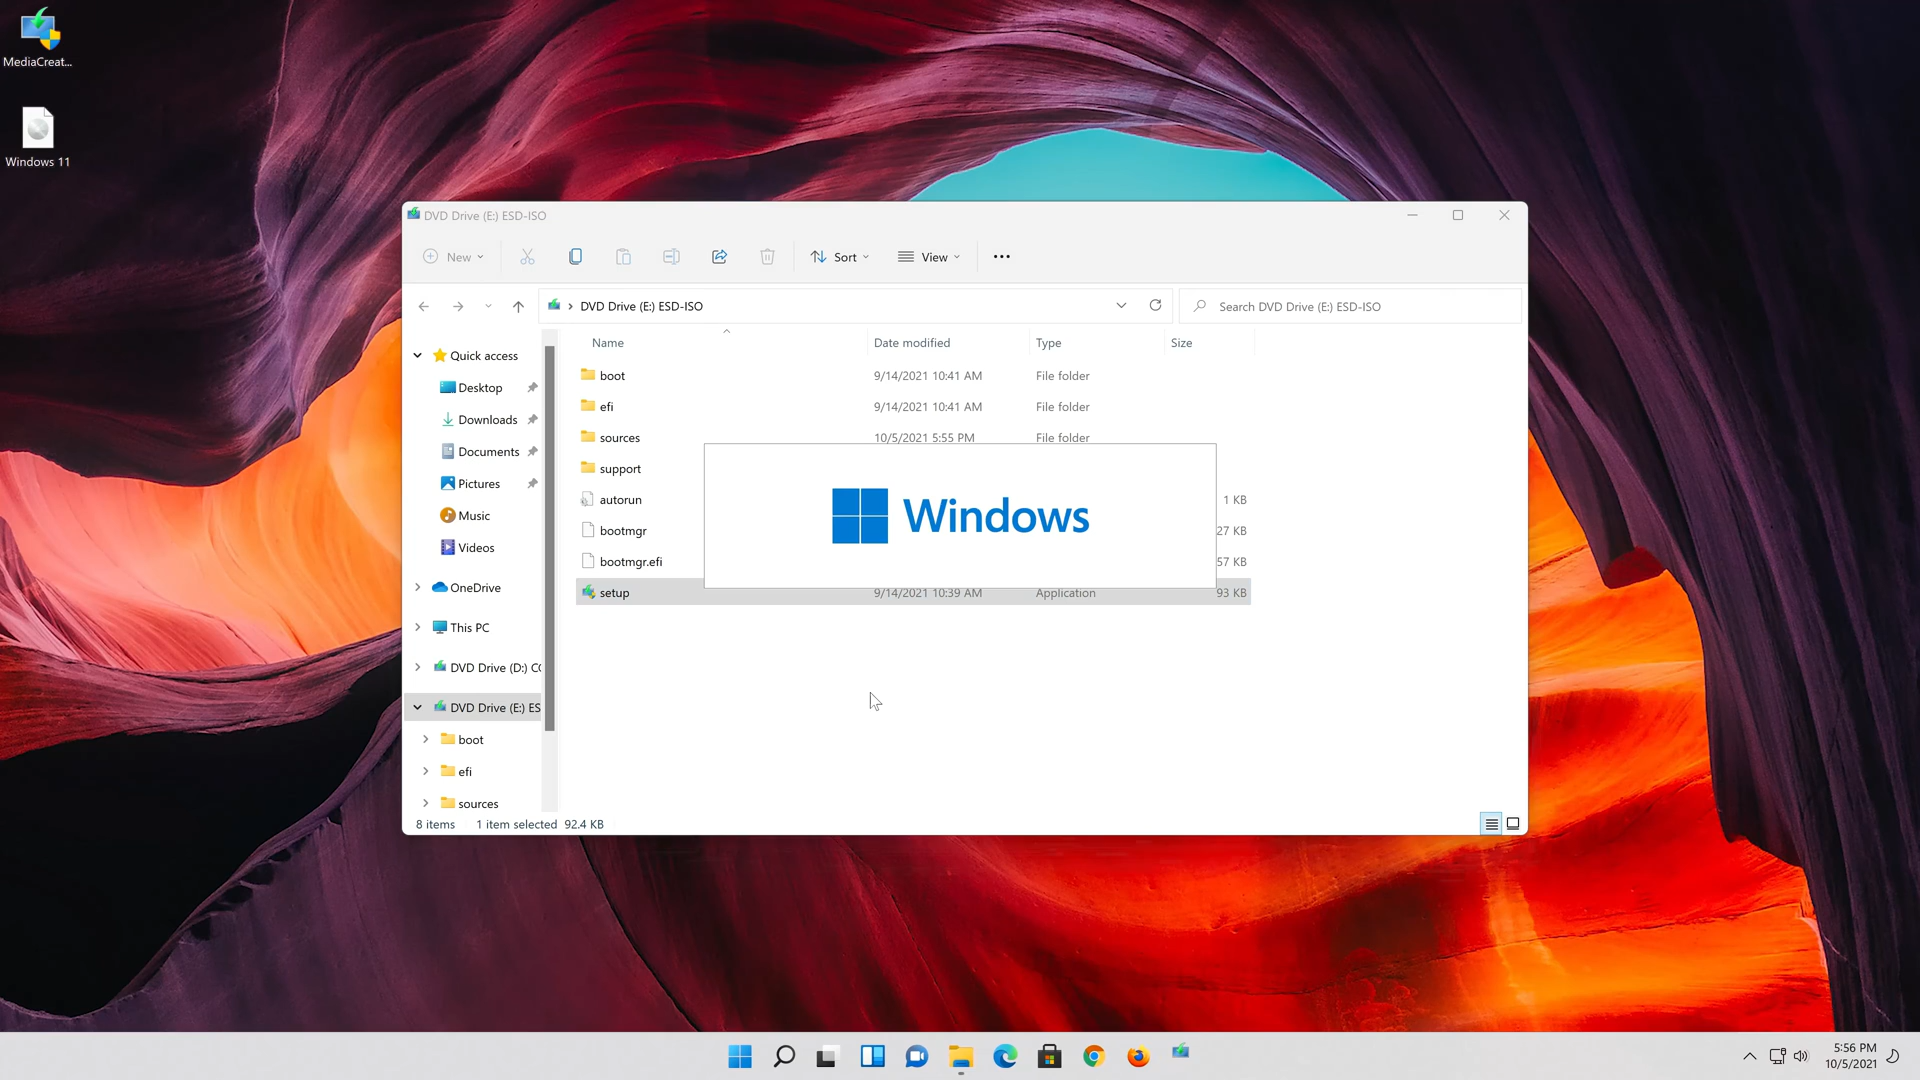 MediaCreat...
Windows 11
DVD Drive (E:) ESD-ISO
New
Sort
View
DVD Drive (E:) ESD-ISO
Search DVD Drive (E:) ESD-ISO
Name Date modified Type Size
Quick access
Desktop
Downloads
Documents
Pictures
Music
Videos
OneDrive
This PC
DVD Drive (D:) CC
DVD Drive (E:) ES
boot
efi
sources
boot 9/14/2021 10:41 AM File folder
efi 9/14/2021 10:41 AM File folder
sources 10/5/2021 5:55 PM File folder
support
autorun 1 KB
bootmgr 27 KB
bootmgr.efi 57 KB
setup 9/14/2021 10:39 AM Application 93 KB
Windows
8 items 1 item selected 92.4 KB
5:56 PM
10/5/2021